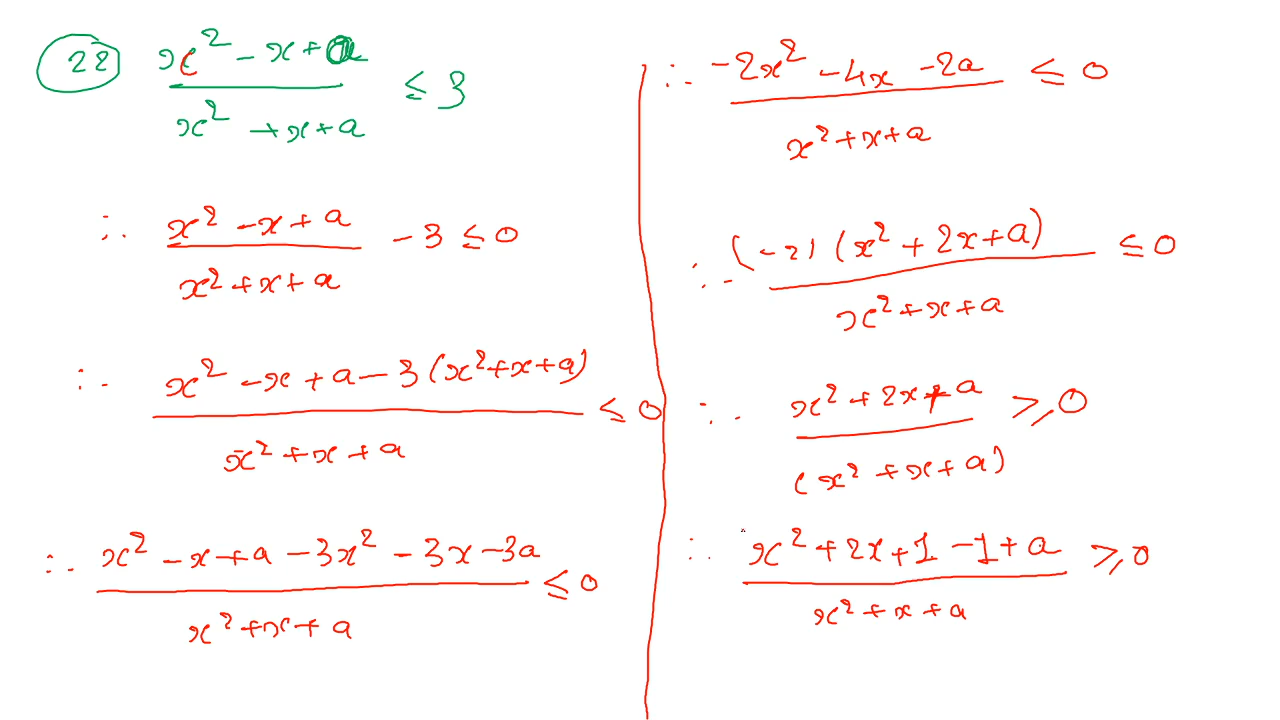 22 x² - x + a / x² + x + a ≤ 3
∴ x² - x + a / x² + x + a - 3 ≤ 0
∴ x² - x + a - 3(x² + x + a) / x² + x + a ≤ 0
∴ x² - x + a - 3x² - 3x - 3a / x² + x + a ≤ 0
∴ -2x² - 4x - 2a / x² + x + a ≤ 0
∴ (-2)(x² + 2x + a) / x² + x + a ≤ 0
∴ x² + 2x + a / (x² + x + a) ≥ 0
∴ x² + 2x + 1 - 1 + a / x² + x + a ≥ 0